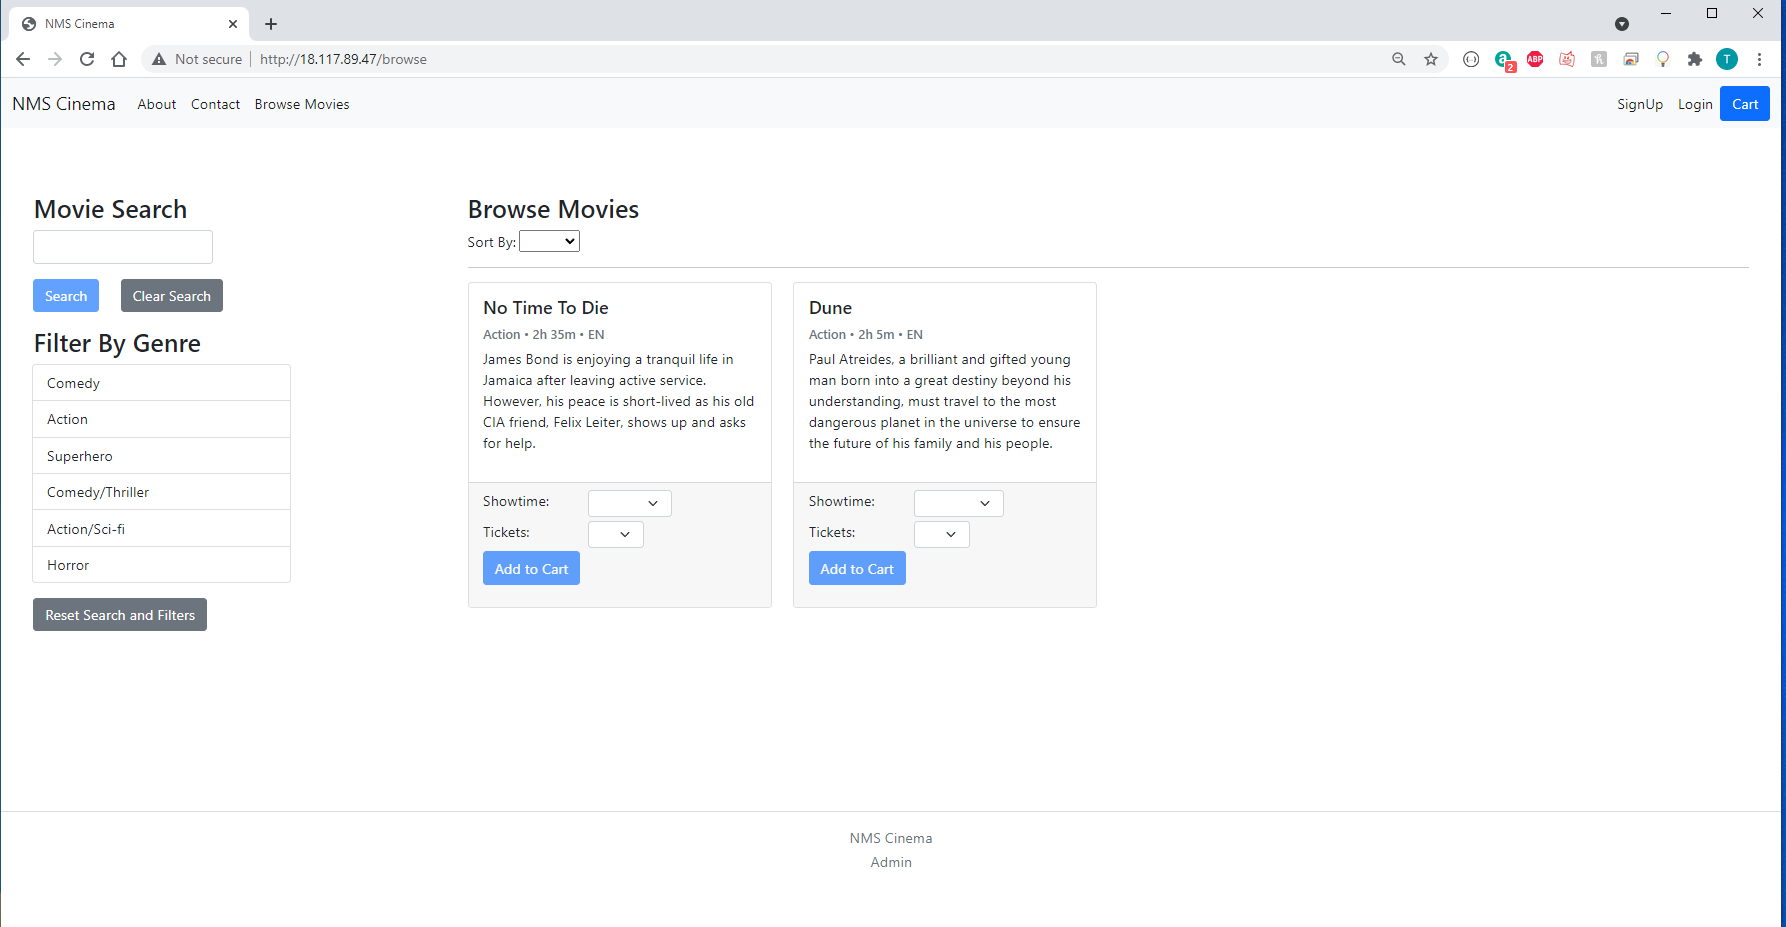 NMS Cinema
Not secure
http://18.117.89.47/browse
2
ABP
T
NMS Cinema About Contact Browse Movies
SignUp Login Cart
Movie Search
Search Clear Search
Filter By Genre
Comedy
Action
Superhero
Comedy/Thriller
Action/Sci-fi
Horror
Reset Search and Filters
Browse Movies
Sort By:
No Time To Die
Action • 2h 35m • EN
James Bond is enjoying a tranquil life in
Jamaica after leaving active service.
However, his peace is short-lived as his old
CIA friend, Felix Leiter, shows up and asks
for help.
Showtime:
Tickets:
Add to Cart
Dune
Action • 2h 5m • EN
Paul Atreides, a brilliant and gifted young
man born into a great destiny beyond his
understanding, must travel to the most
dangerous planet in the universe to ensure
the future of his family and his people.
Showtime:
Tickets:
Add to Cart
NMS Cinema
Admin